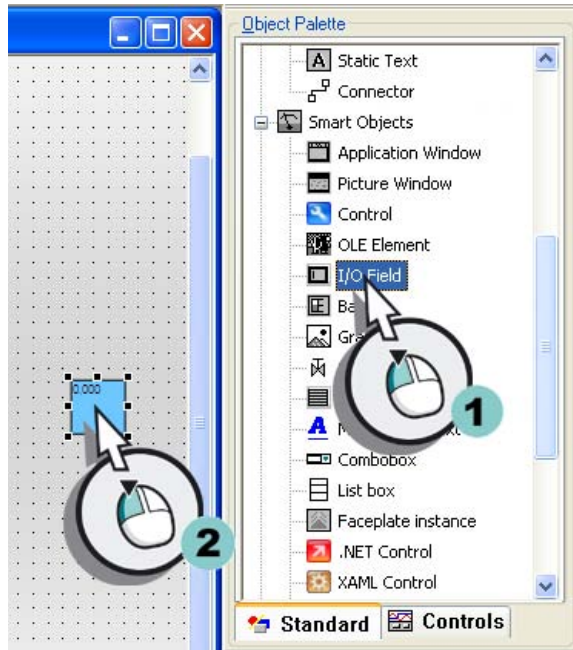 Object Palette
Static Text
Connector
Smart Objects
Application Window
Picture Window
Control
OLE Element
I/O Field
0.000
1
Combobox
List box
2
Faceplate instance
.NET Control
XAML Control
Standard
Controls